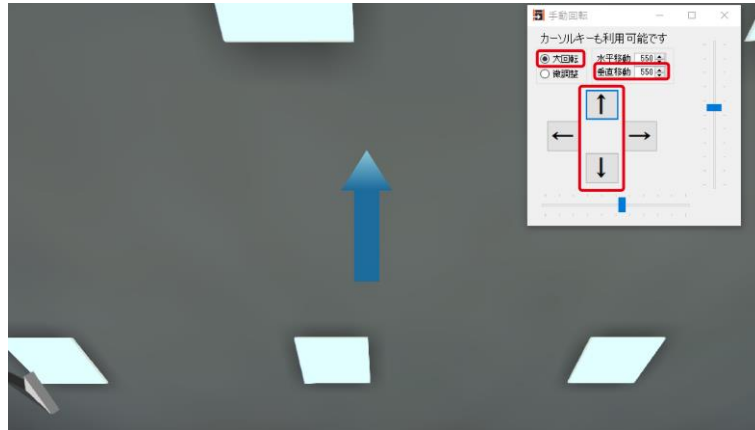 手動回転
カーソルキーも利用可能です
大回転 水平移動 550
微調整 垂直移動 550
↑
← →
↓